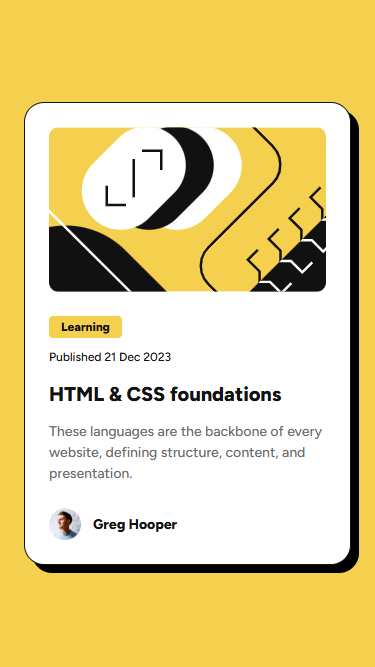 Learning
Published 21 Dec 2023
HTML & CSS foundations
These languages are the backbone of every
website, defining structure, content, and
presentation.
Greg Hooper